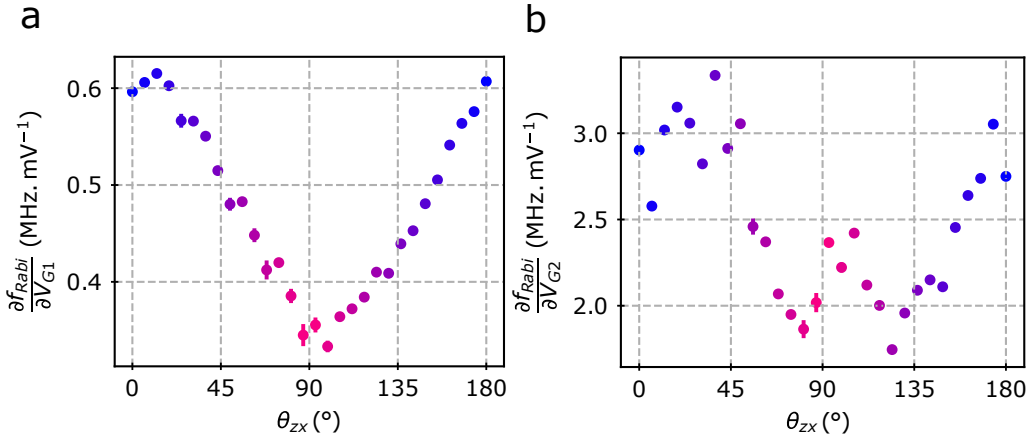 a
∂f_Rabi/∂V_G1 (MHz. mV⁻¹)
0.6
0.5
0.4
0 45 90 135 180
θ_zx (°)
b
∂f_Rabi/∂V_G2 (MHz. mV⁻¹)
3.0
2.5
2.0
0 45 90 135 180
θ_zx (°)